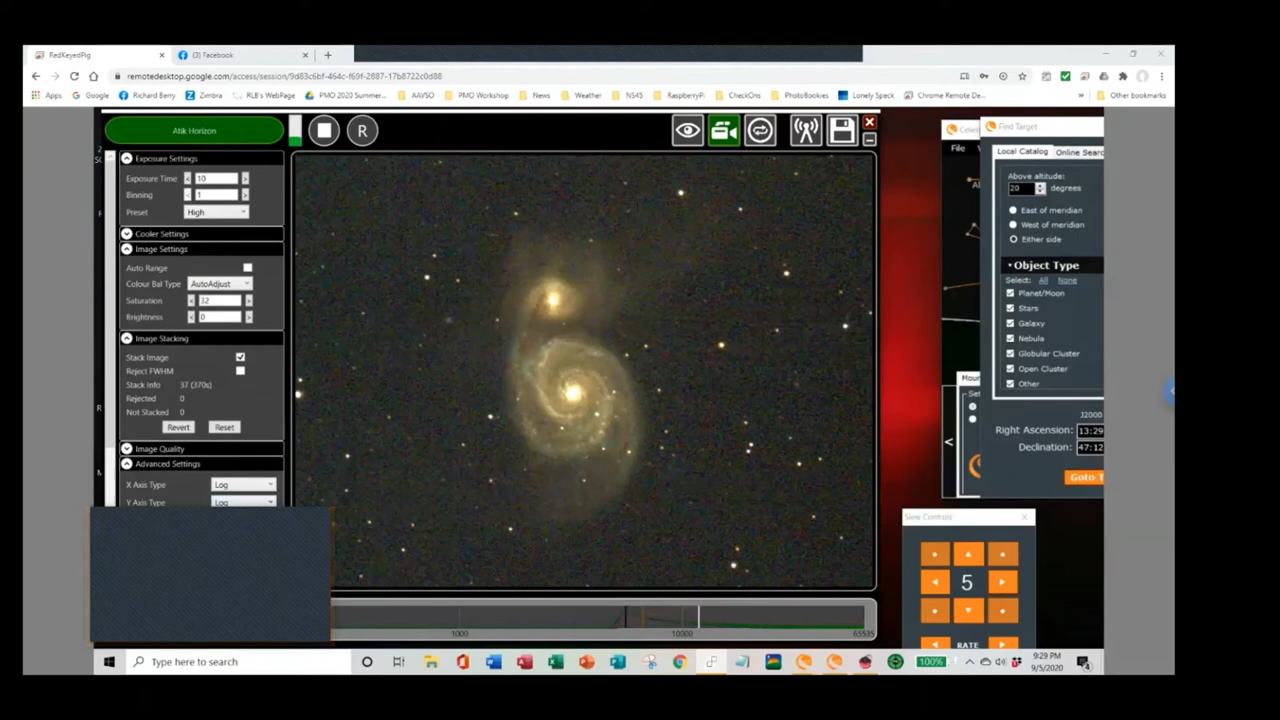 RedKeyedPig
(3) Facebook
remotedesktop.google.com/access/session/9d83c6bf-464c-f69f-2887-17b8722c0d88
Apps Google Richard Berry Zimbra RLB's WebPage PMO 2020 Summer... AAVSO PMO Workshop News Weather NS45 RaspberryPi CheckOns PhotoBookies Lonely Speck Chrome Remote De... » Other bookmarks
Atik Horizon
R
Exposure Settings
Exposure Time < 10 >
Binning < 1 >
Preset High
Cooler Settings
Image Settings
Auto Range
Colour Bal Type AutoAdjust
Saturation < 32 >
Brightness < 0 >
Image Stacking
Stack Image
Reject FWHM
Stack Info 37 (370s)
Rejected 0
Not Stacked 0
Revert Reset
Image Quality
Advanced Settings
X Axis Type Log
Y Axis Type Log
1000 10000 65535
Celes
File
Find Target
Local Catalog Online Searc
Above altitude:
20 degrees
East of meridian
West of meridian
Either side
Object Type
Select: All None
Planet/Moon
Stars
Galaxy
Nebula
Globular Cluster
Open Cluster
Other
Moun
Se
<
J2000
Right Ascension: 13:29
Declination: 47:12
Goto T
Slew Controls
5
RATE
Type here to search
100%
9:29 PM
9/5/2020
4